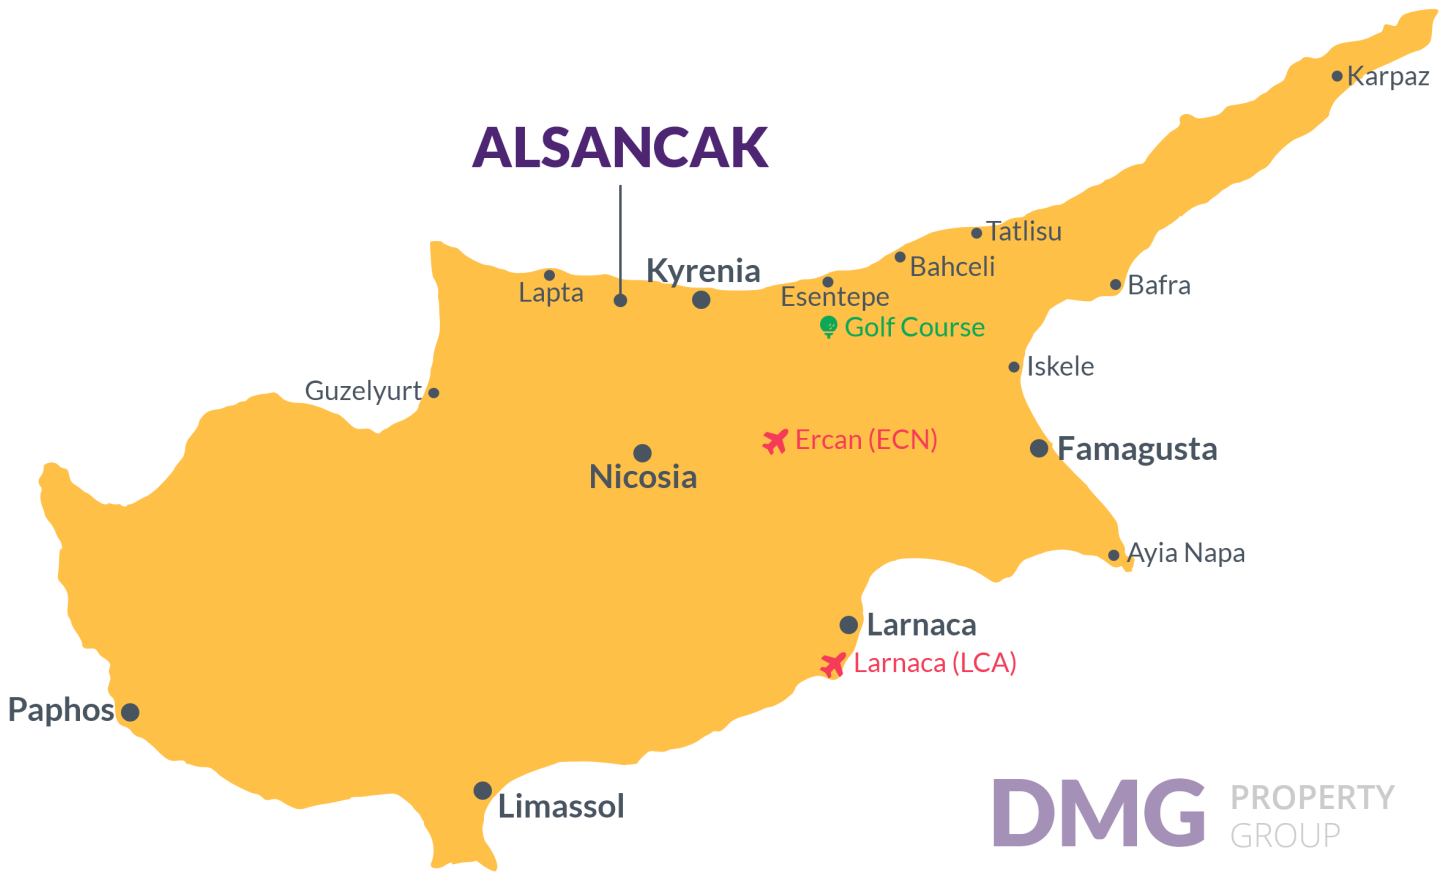 Karpaz
ALSANCAK
Tatlisu
Bahceli
Kyrenia
Bafra
Lapta
Esentepe
Golf Course
Iskele
Guzelyurt
Ercan (ECN)
Famagusta
Nicosia
Ayia Napa
Larnaca
Larnaca (LCA)
Paphos
Limassol
DMG
PROPERTY
GROUP